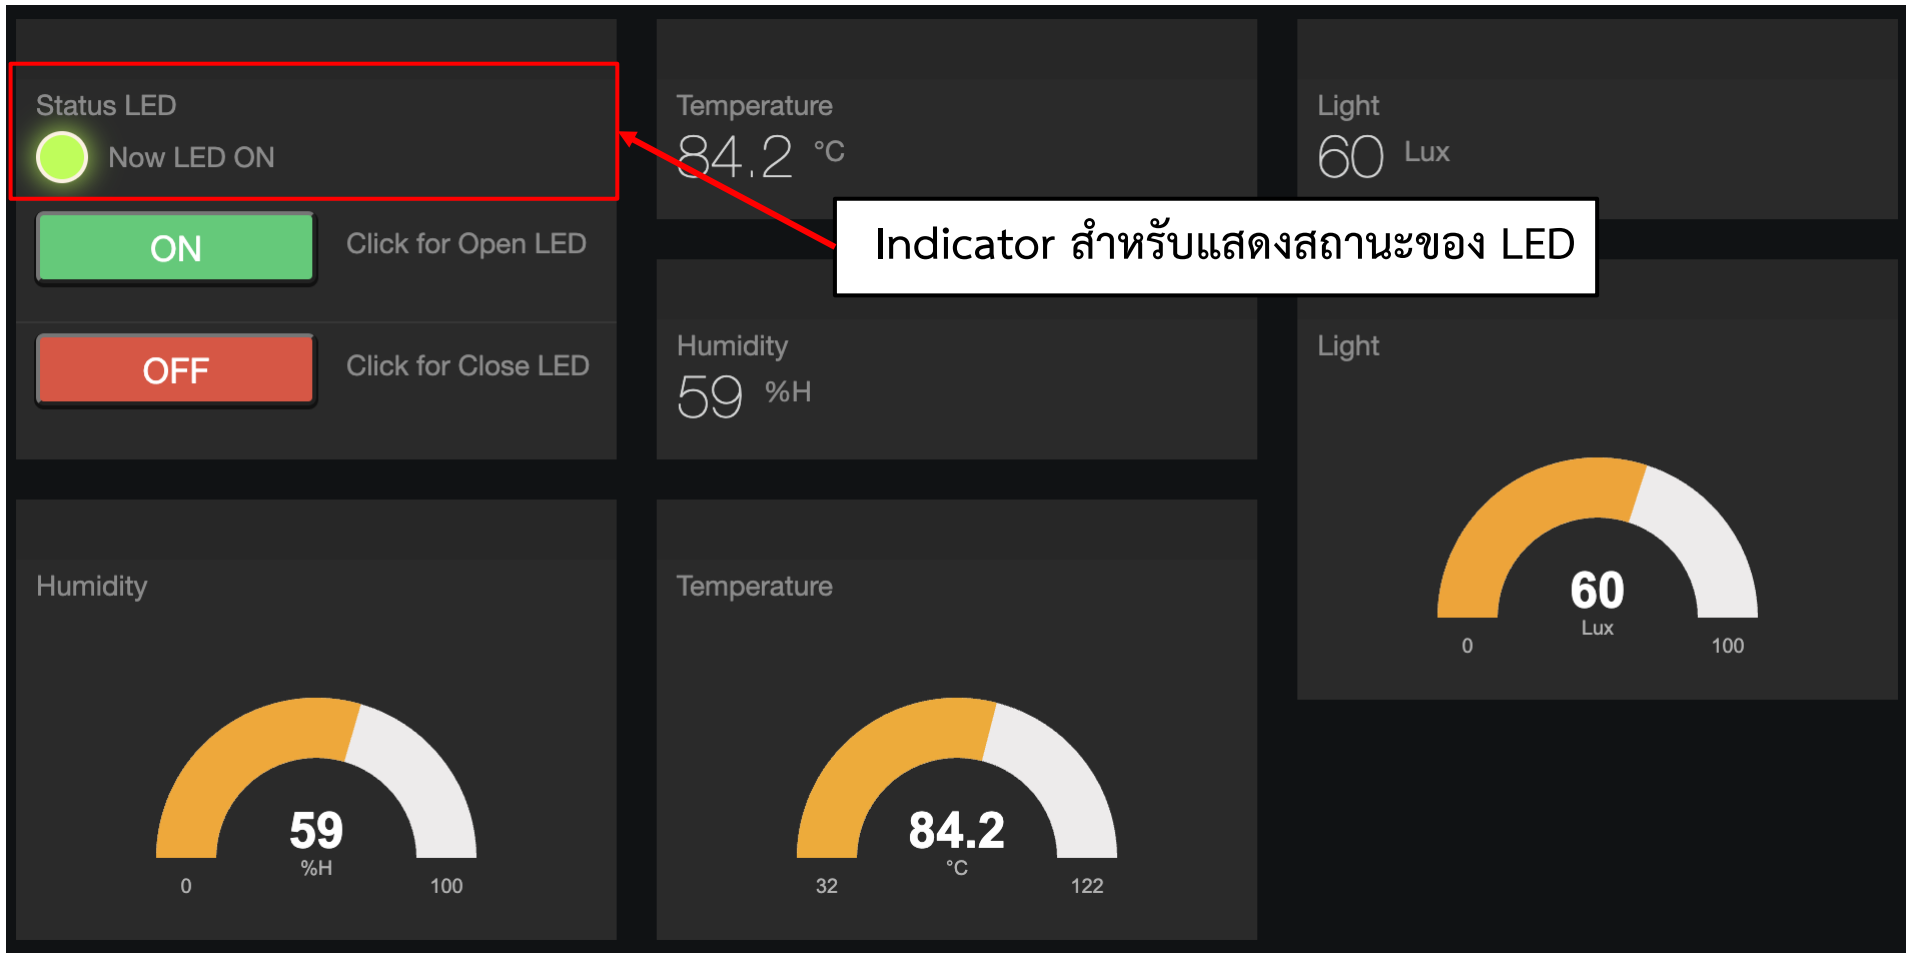 Status LED
Now LED ON
ON
Click for Open LED
OFF
Click for Close LED
Temperature
84.2 °C
Light
60 Lux
Indicator สำหรับแสดงสถานะของ LED
Humidity
59 %H
Light
60
Lux
0
100
Humidity
59
%H
0
100
Temperature
84.2
°C
32
122